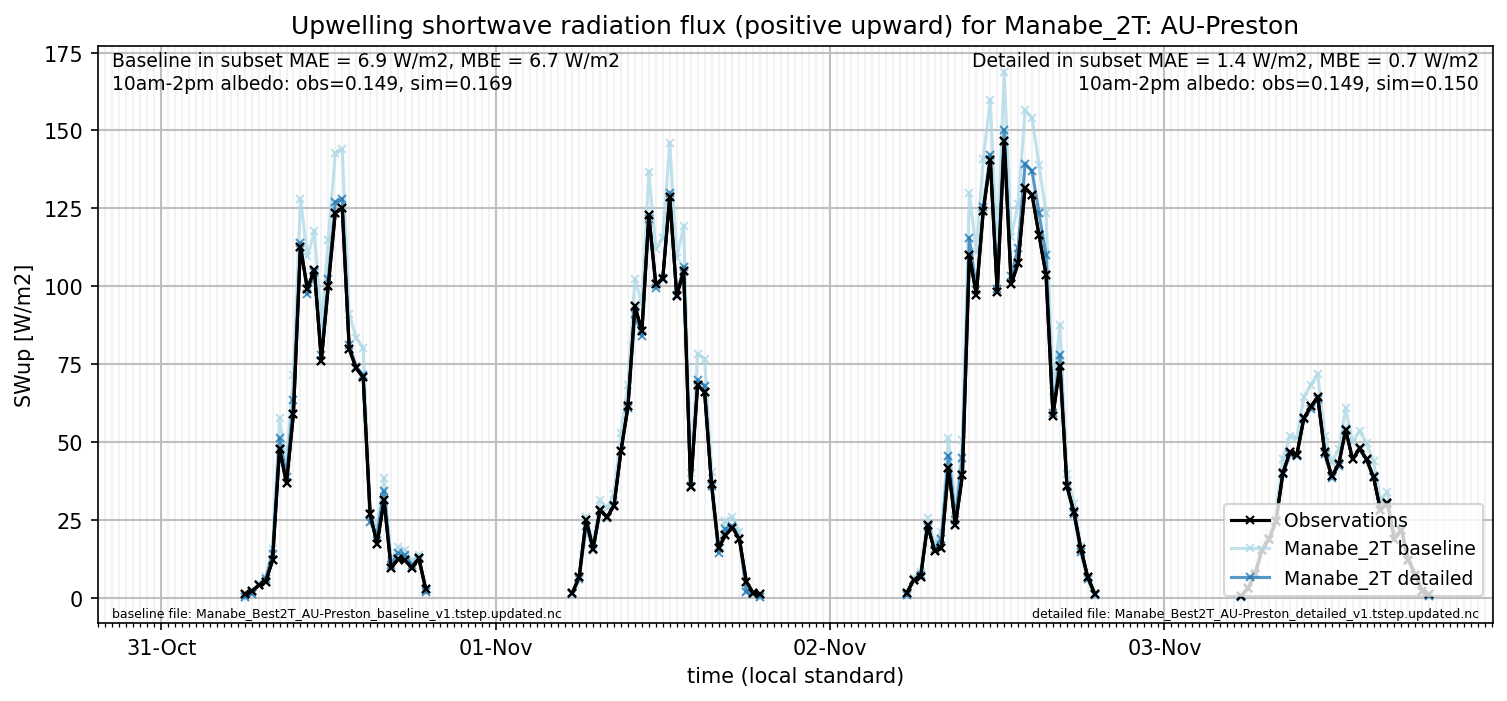 Upwelling shortwave radiation flux (positive upward) for Manabe_2T: AU-Preston
Baseline in subset MAE = 6.9 W/m2, MBE = 6.7 W/m2
10am-2pm albedo: obs=0.149, sim=0.169
Detailed in subset MAE = 1.4 W/m2, MBE = 0.7 W/m2
10am-2pm albedo: obs=0.149, sim=0.150
175
150
125
100
75
50
25
0
SWup [W/m2]
Observations
Manabe_2T baseline
Manabe_2T detailed
baseline file: Manabe_Best2T_AU-Preston_baseline_v1.tstep.updated.nc
detailed file: Manabe_Best2T_AU-Preston_detailed_v1.tstep.updated.nc
31-Oct
01-Nov
02-Nov
03-Nov
time (local standard)